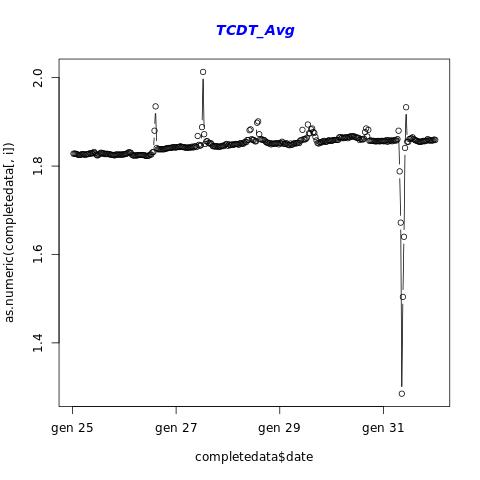 TCDT_Avg
as.numeric(completedata[, i])
2.0
1.8
1.6
1.4
gen 25
gen 27
gen 29
gen 31
completedata$date